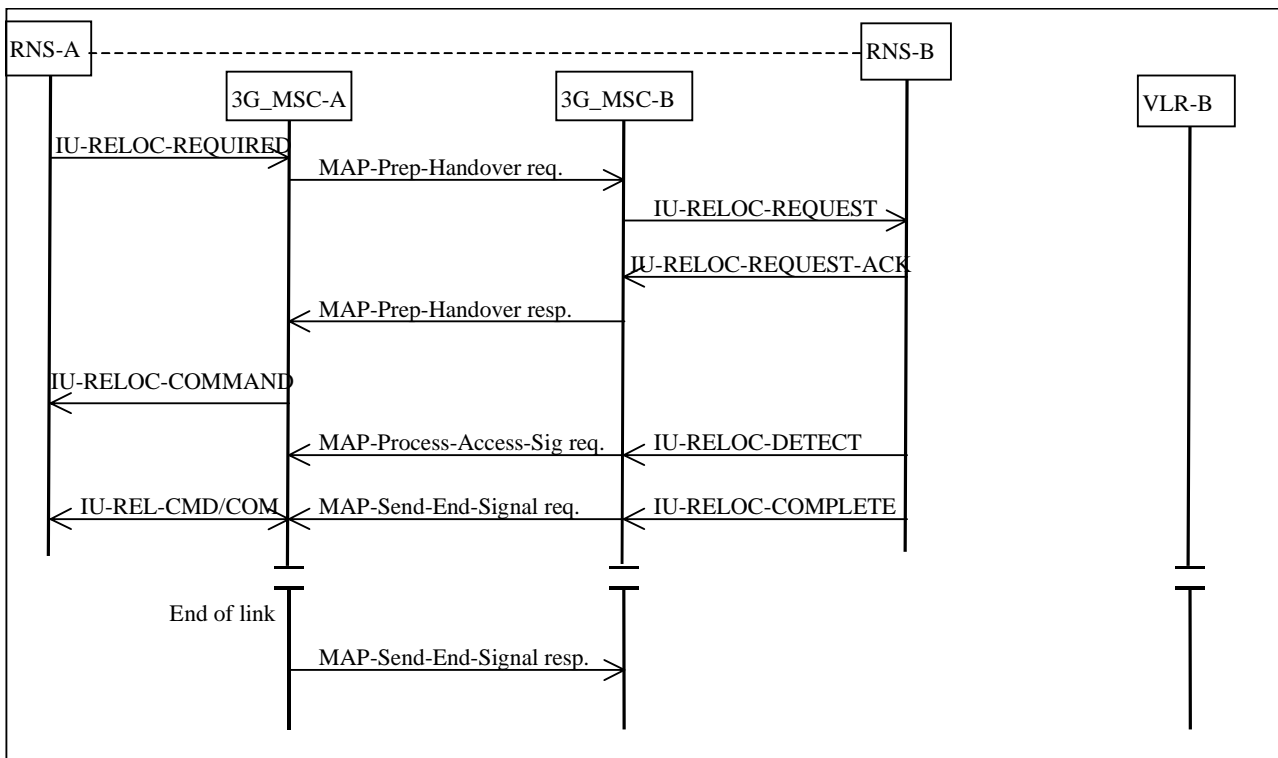 RNS-A
RNS-B
3G_MSC-A
3G_MSC-B
VLR-B
IU-RELOC-REQUIRED
MAP-Prep-Handover req.
IU-RELOC-REQUEST
IU-RELOC-REQUEST-ACK
MAP-Prep-Handover resp.
IU-RELOC-COMMAND
MAP-Process-Access-Sig req.
IU-RELOC-DETECT
IU-REL-CMD/COM
MAP-Send-End-Signal req.
IU-RELOC-COMPLETE
End of link
MAP-Send-End-Signal resp.